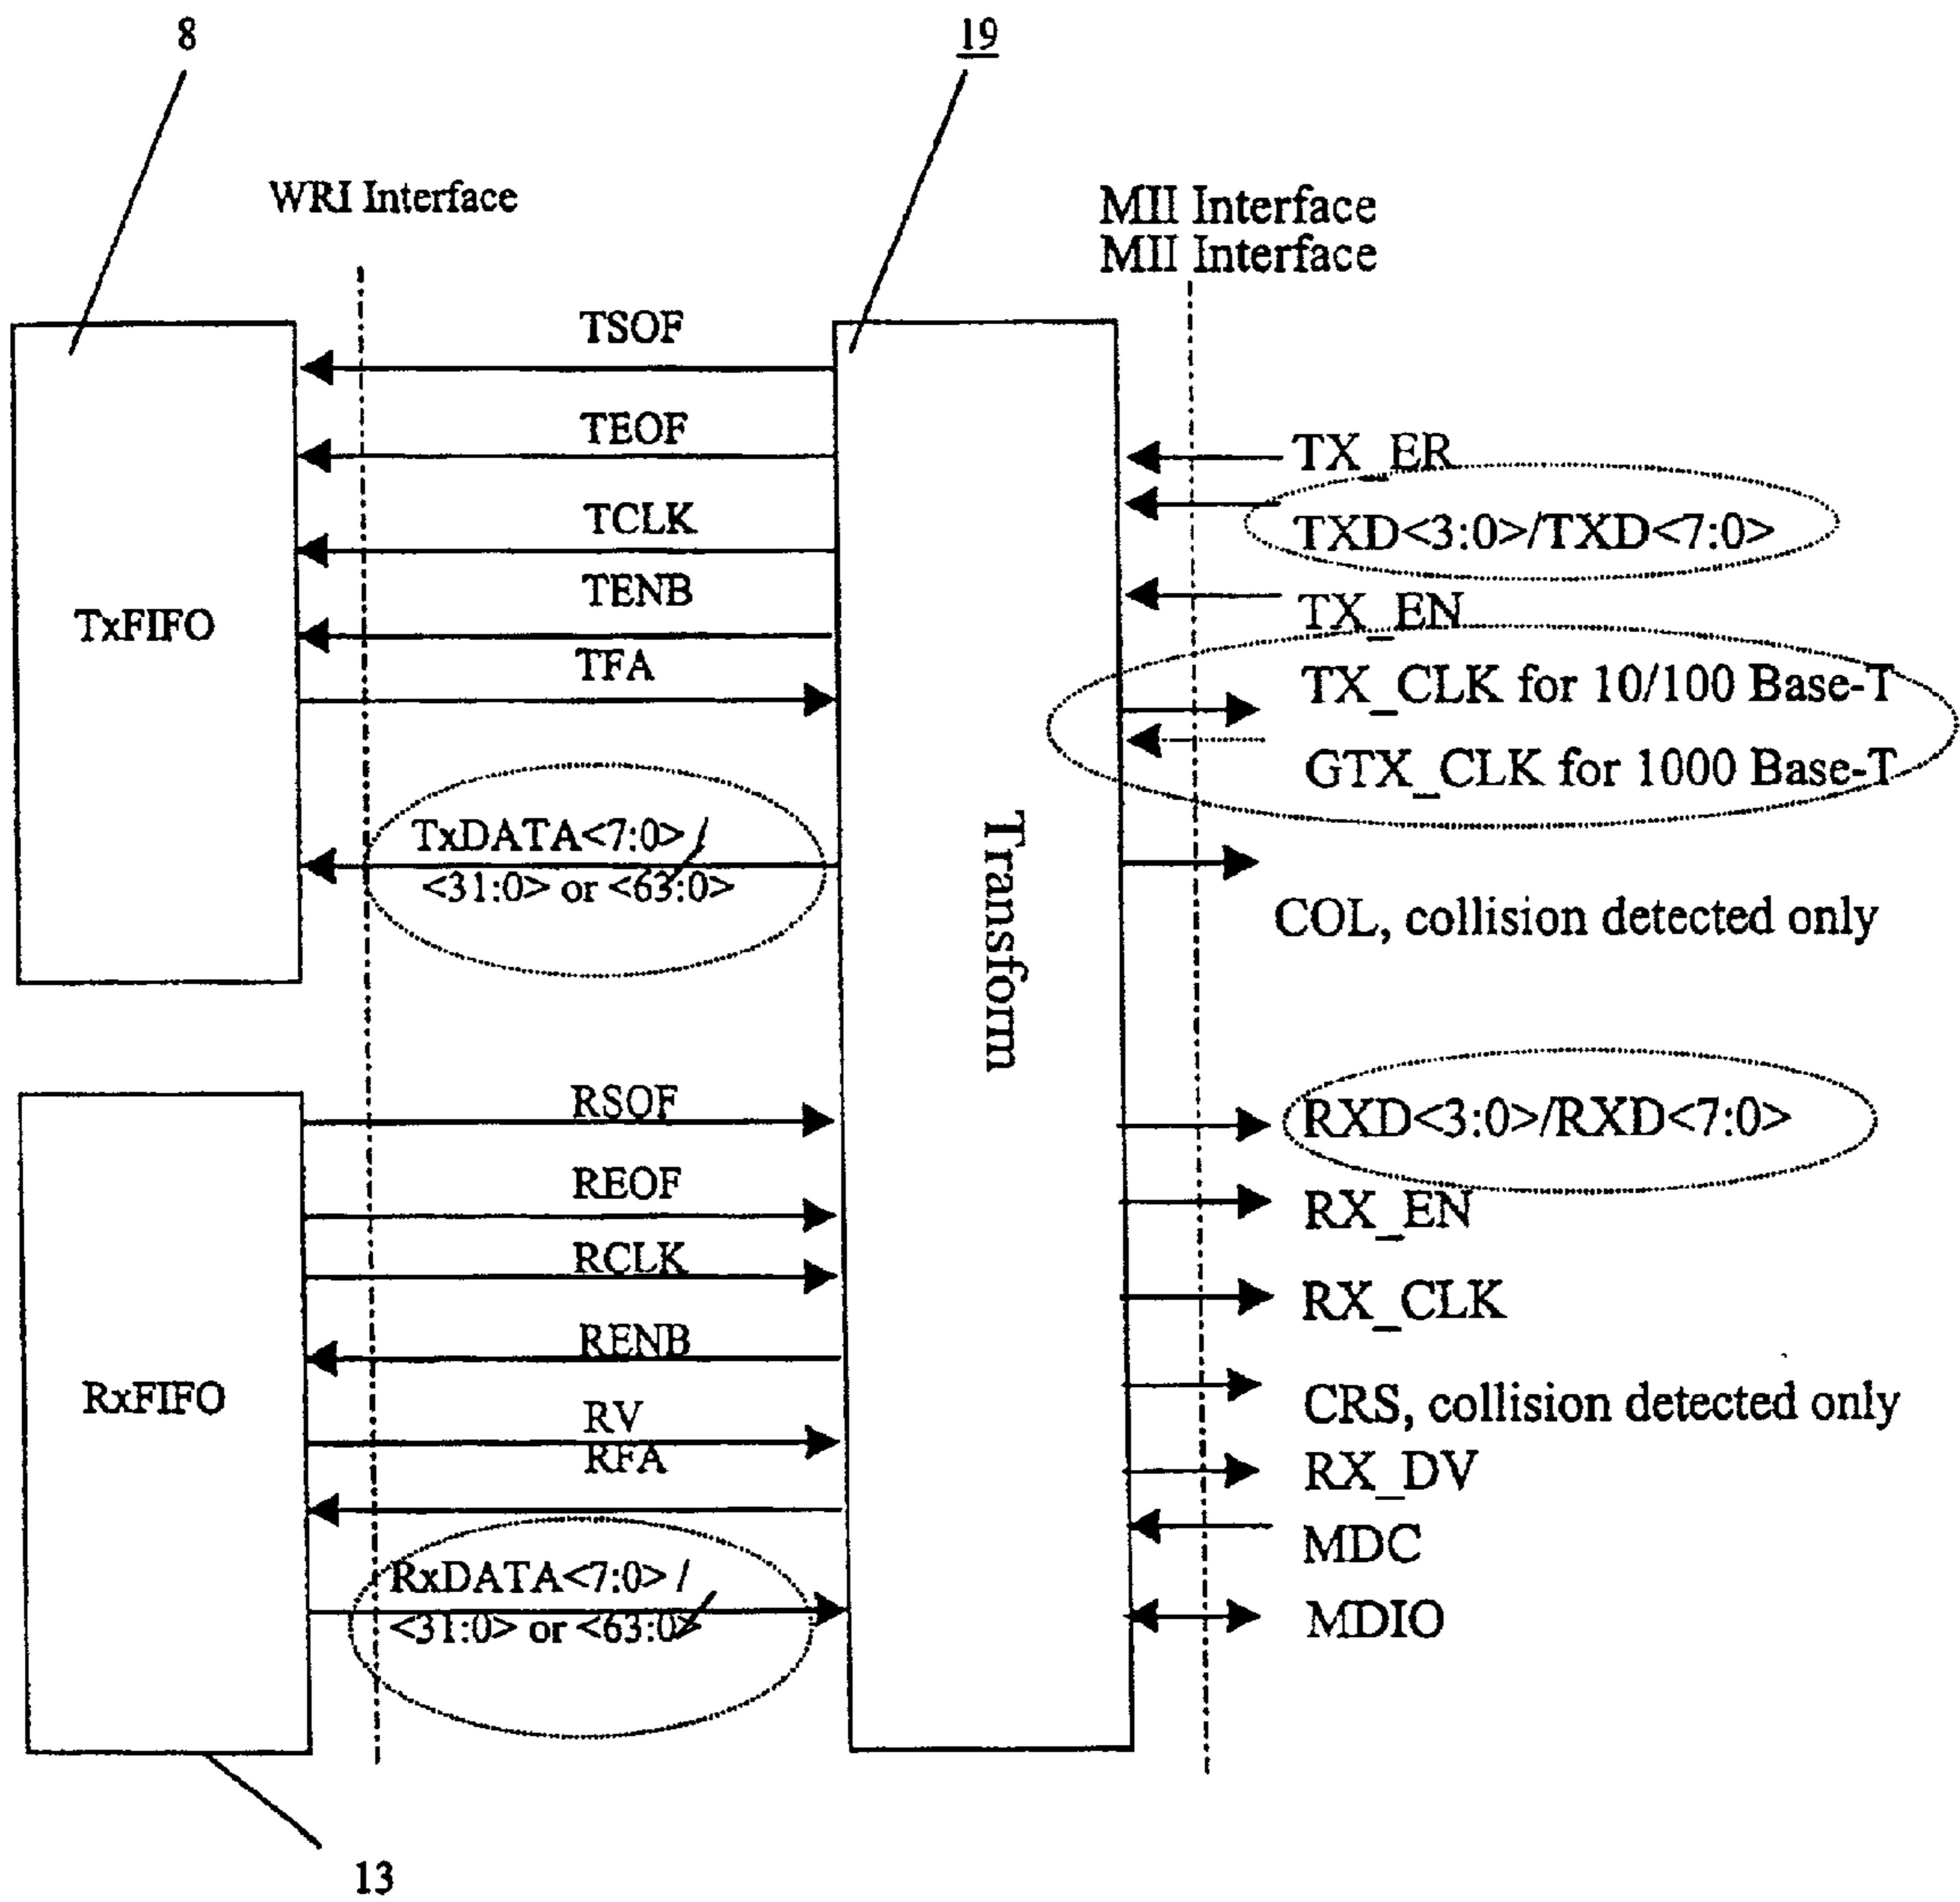 8
19
WRI Interface
MII Interface
MII Interface
TSOF
TEOF
TCLK
TENB
TxFIFO
TFA
TxDATA<7:0> /
<31:0> or <63:0>
Transform
TX_ER
TXD<3:0>/TXD<7:0>
TX_EN
TX_CLK for 10/100 Base-T
GTX_CLK for 1000 Base-T
COL, collision detected only
RSOF
REOF
RCLK
RENB
RxFIFO
RV
RFA
RxDATA<7:0> /
<31:0> or <63:0>
RXD<3:0>/RXD<7:0>
RX_EN
RX_CLK
CRS, collision detected only
RX_DV
MDC
MDIO
13